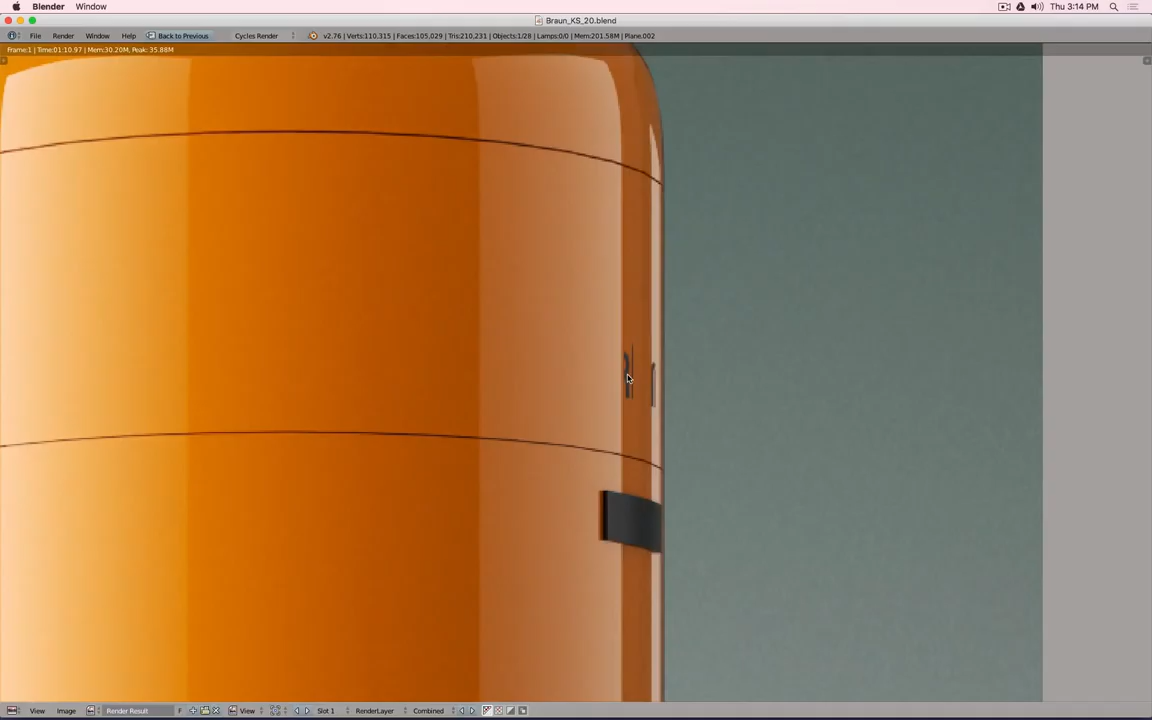 Blender Window Thu 3:14 PM
Braun_KS_20.blend
File Render Window Help Back to Previous Cycles Render v2.76 | Verts:110,315 | Faces:105,029 | Tris:210,231 | Objects:1/28 | Lamps:0/0 | Mem:201.58M | Plane.002
Frame:1 | Time:01:10.97 | Mem:30.20M, Peak: 35.88M
View Image Render Result F View Slot 1 RenderLayer Combined